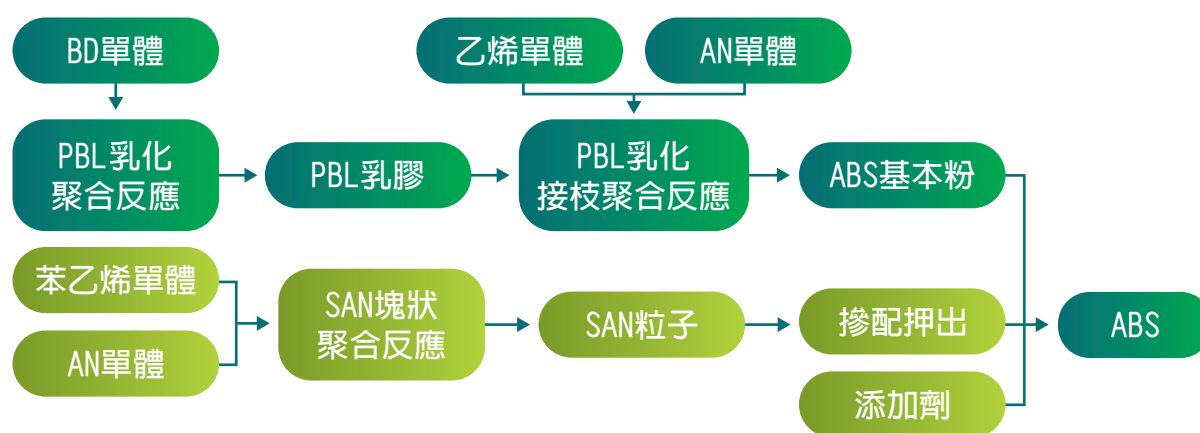 BD單體
乙烯單體
AN單體
PBL乳化
聚合反應
PBL乳膠
PBL乳化
接枝聚合反應
ABS基本粉
苯乙烯單體
AN單體
SAN塊狀
聚合反應
SAN粒子
摻配押出
添加劑
ABS